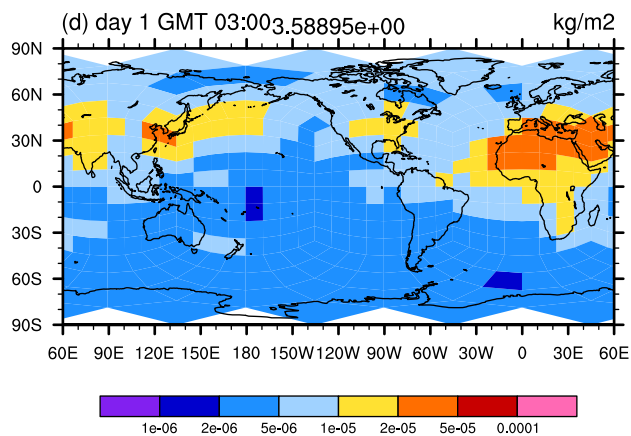 (d) day 1 GMT 03:00 3.58895e+00 kg/m2
90N
60N
30N
0
30S
60S
90S
60E 90E 120E 150E 180 150W 120W 90W 60W 30W 0 30E 60E
1e-06 2e-06 5e-06 1e-05 2e-05 5e-05 0.0001